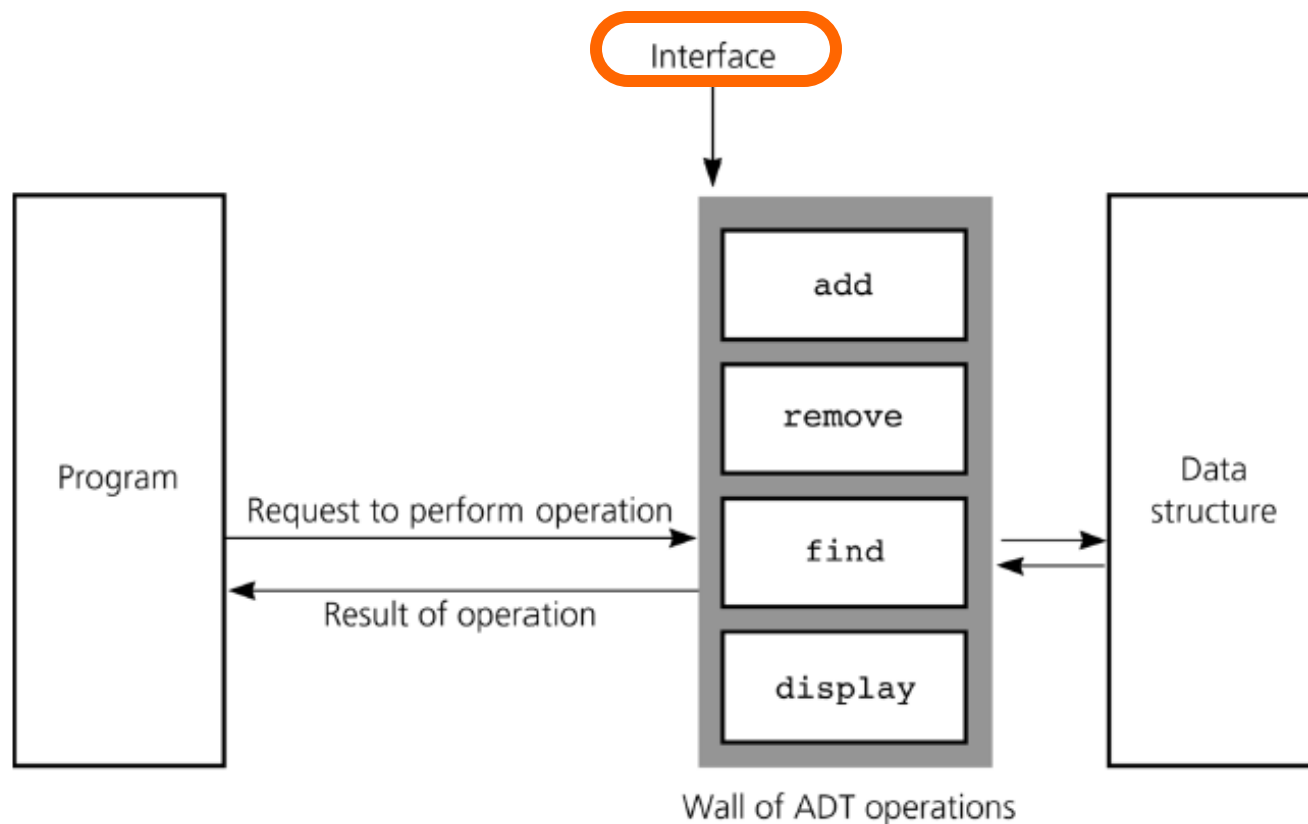 Interface
add
remove
Program
Data
structure
Request to perform operation
find
Result of operation
display
Wall of ADT operations